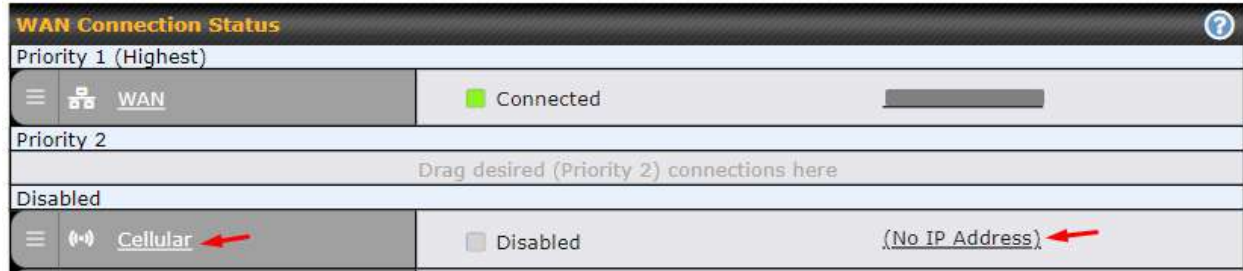 WAN Connection Status
Priority 1 (Highest)
WAN Connected
Priority 2
Drag desired (Priority 2) connections here
Disabled
Cellular Disabled (No IP Address)